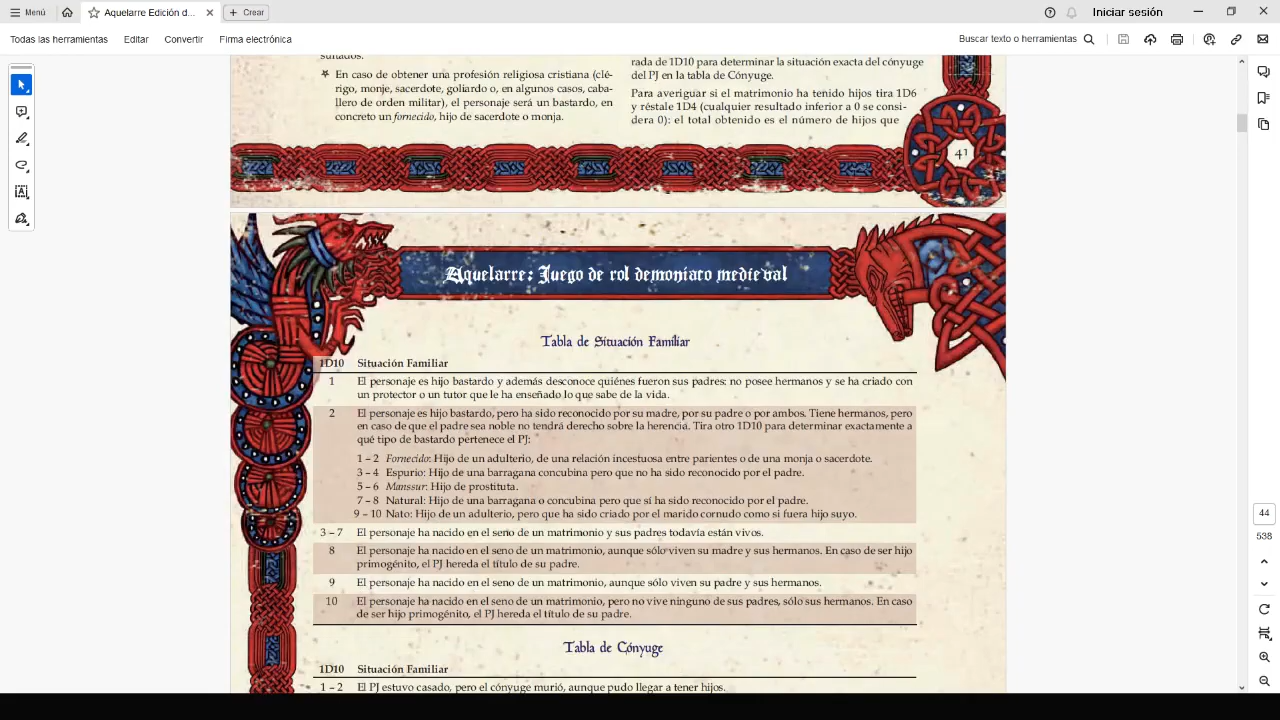 Menú
Aquelarre Edición d...
Crear
Iniciar sesión
Todas las herramientas
Editar
Convertir
Firma electrónica
Buscar texto o herramientas
sultados.
En caso de obtener una profesión religiosa cristiana (clé-
rigo, monje, sacerdote, goliardo o, en algunos casos, caba-
llero de orden militar), el personaje será un bastardo, en
concreto un fornecido, hijo de sacerdote o monja.
rada de 1D10 para determinar la situación exacta del cónyuge
del PJ en la tabla de Cónyuge.
Para averiguar si el matrimonio ha tenido hijos tira 1D6
y réstale 1D4 (cualquier resultado inferior a 0 se consi-
dera 0): el total obtenido es el número de hijos que
41
Aquelarre: Juego de rol demoníaco medieval
Tabla de Situación Familiar
1D10 Situación Familiar
1 El personaje es hijo bastardo y además desconoce quiénes fueron sus padres; no posee hermanos y se ha criado con
un protector o un tutor que le ha enseñado lo que sabe de la vida.
2 El personaje es hijo bastardo, pero ha sido reconocido por su madre, por su padre o por ambos. Tiene hermanos, pero
en caso de que el padre sea noble no tendrá derecho sobre la herencia. Tira otro 1D10 para determinar exactamente a
qué tipo de bastardo pertenece el PJ:
1 – 2 Fornecido: Hijo de un adulterio, de una relación incestuosa entre parientes o de una monja o sacerdote.
3 – 4 Espurio: Hijo de una barragana concubina pero que no ha sido reconocido por el padre.
5 – 6 Manssur: Hijo de prostituta.
7 – 8 Natural: Hijo de una barragana o concubina pero que sí ha sido reconocido por el padre.
9 – 10 Nato: Hijo de un adulterio, pero que ha sido criado por el marido cornudo como si fuera hijo suyo.
3 – 7 El personaje ha nacido en el seno de un matrimonio y sus padres todavía están vivos.
8 El personaje ha nacido en el seno de un matrimonio, aunque sólo viven su madre y sus hermanos. En caso de ser hijo
primogénito, el PJ hereda el título de su padre.
9 El personaje ha nacido en el seno de un matrimonio, aunque sólo viven su padre y sus hermanos.
10 El personaje ha nacido en el seno de un matrimonio, pero no vive ninguno de sus padres, sólo sus hermanos. En caso
de ser hijo primogénito, el PJ hereda el título de su padre.
Tabla de Cónyuge
1D10 Situación Familiar
1 – 2 El PJ estuvo casado, pero el cónyuge murió, aunque pudo llegar a tener hijos.
44
538